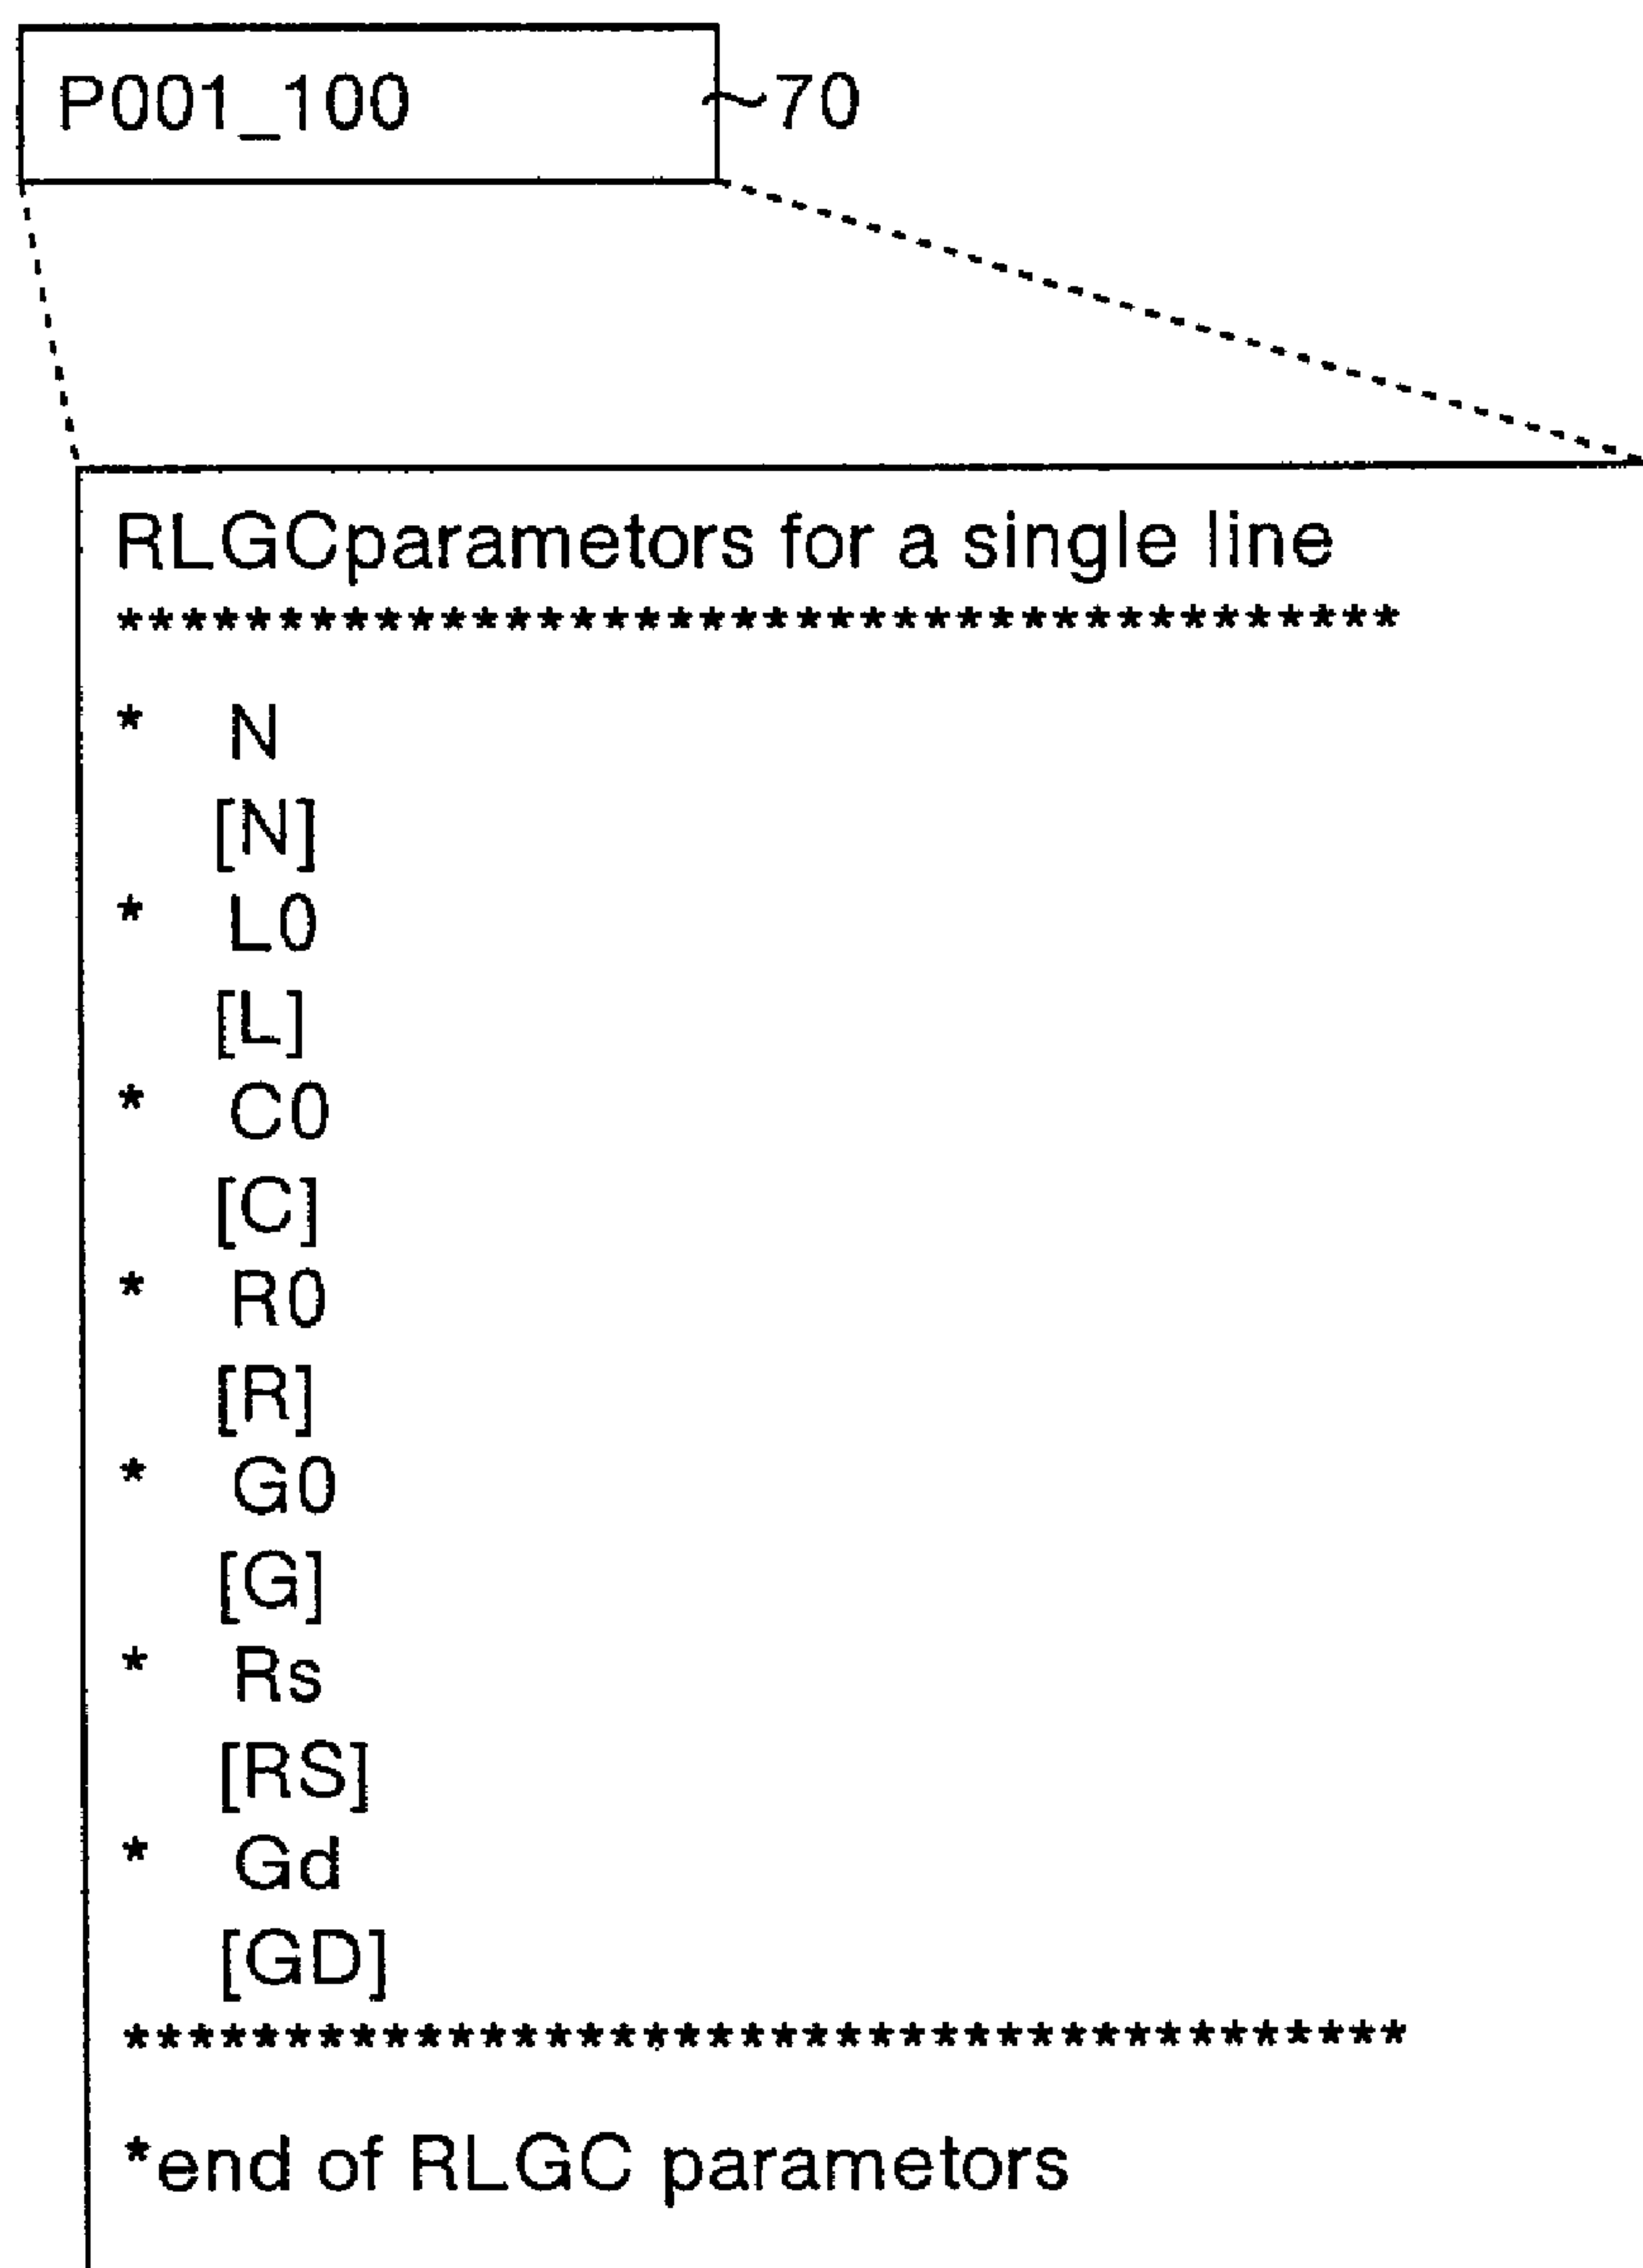 P001_100 ~70
RLGCparametors for a single line
****************************************
* N
[N]
* L0
[L]
* C0
[C]
* R0
[R]
* G0
[G]
* Rs
[RS]
* Gd
[GD]
****************************************
*end of RLGC parametors